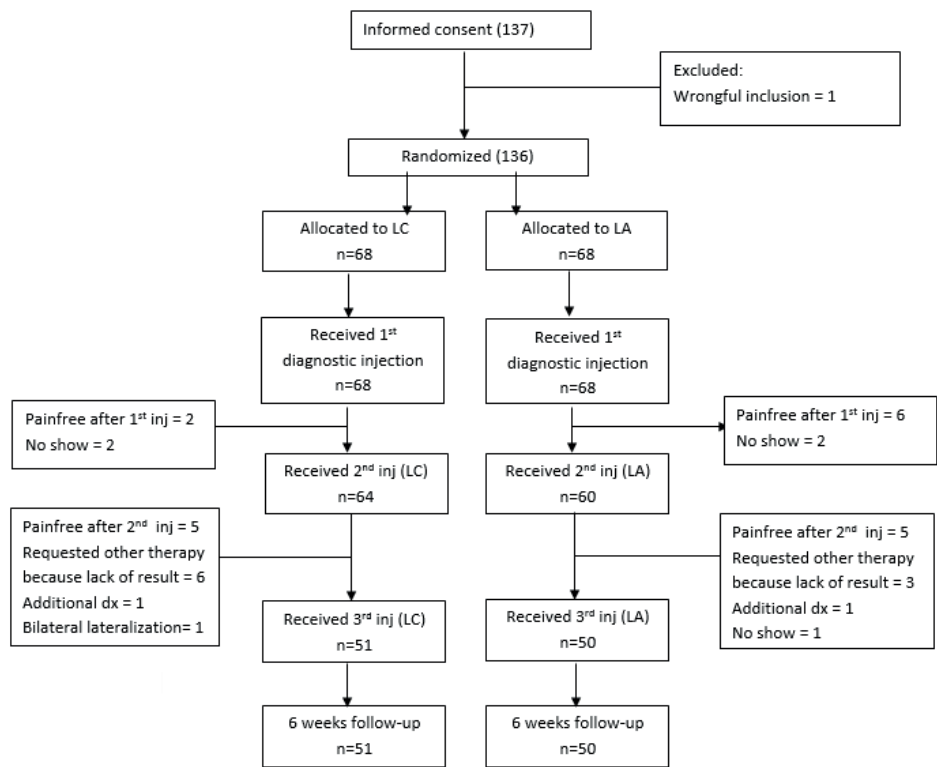 Informed consent (137)
Excluded:
Wrongful inclusion = 1
Randomized (136)
Allocated to LC
n=68
Allocated to LA
n=68
Received 1st
diagnostic injection
n=68
Received 1st
diagnostic injection
n=68
Painfree after 1st inj = 2
No show = 2
Painfree after 1st inj = 6
No show = 2
Received 2nd inj (LC)
n=64
Received 2nd inj (LA)
n=60
Painfree after 2nd inj = 5
Requested other therapy
because lack of result = 6
Additional dx = 1
Bilateral lateralization= 1
Painfree after 2nd inj = 5
Requested other therapy
because lack of result = 3
Additional dx = 1
No show = 1
Received 3rd inj (LC)
n=51
Received 3rd inj (LA)
n=50
6 weeks follow-up
n=51
6 weeks follow-up
n=50